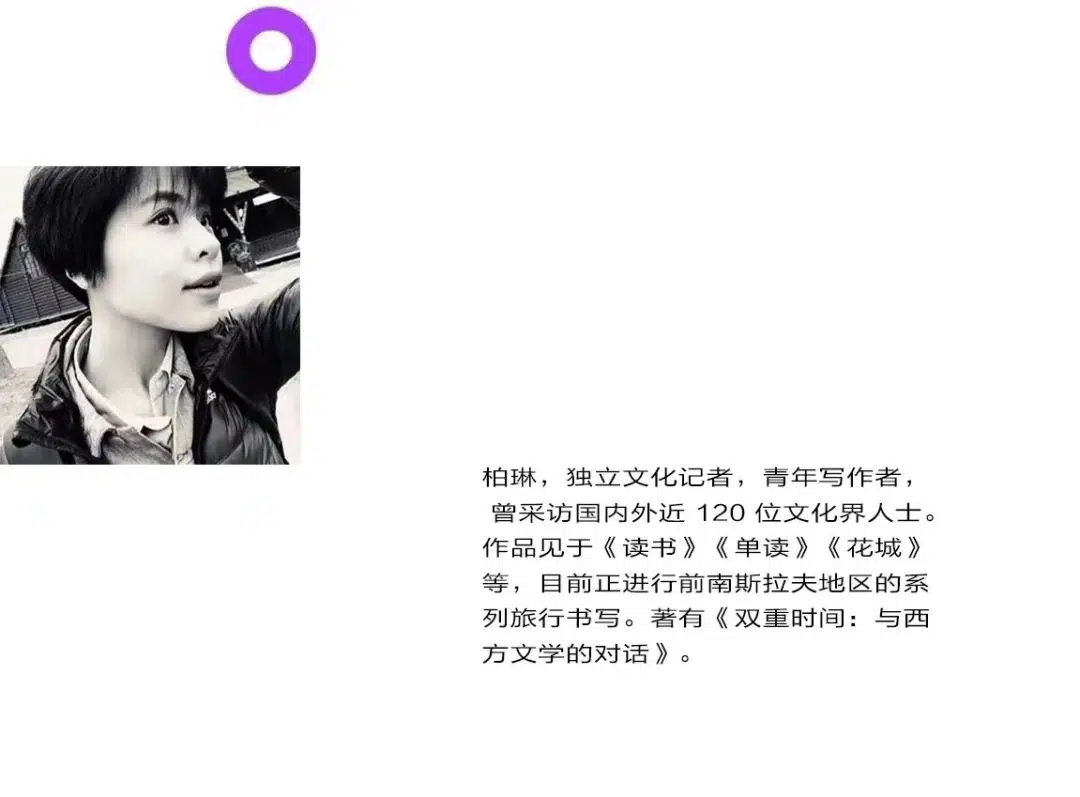 柏琳，独立文化记者，青年写作者，
曾采访国内外近 120 位文化界人士。
作品见于《读书》《单读》《花城》
等，目前正进行前南斯拉夫地区的系
列旅行书写。著有《双重时间：与西
方文学的对话》。